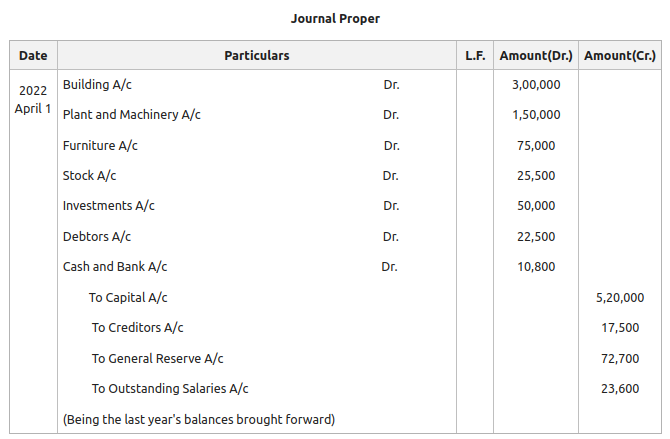 Journal Proper
Date Particulars L.F. Amount(Dr.) Amount(Cr.)
2022
April 1
Building A/c Dr. 3,00,000
Plant and Machinery A/c Dr. 1,50,000
Furniture A/c Dr. 75,000
Stock A/c Dr. 25,500
Investments A/c Dr. 50,000
Debtors A/c Dr. 22,500
Cash and Bank A/c Dr. 10,800
To Capital A/c 5,20,000
To Creditors A/c 17,500
To General Reserve A/c 72,700
To Outstanding Salaries A/c 23,600
(Being the last year's balances brought forward)